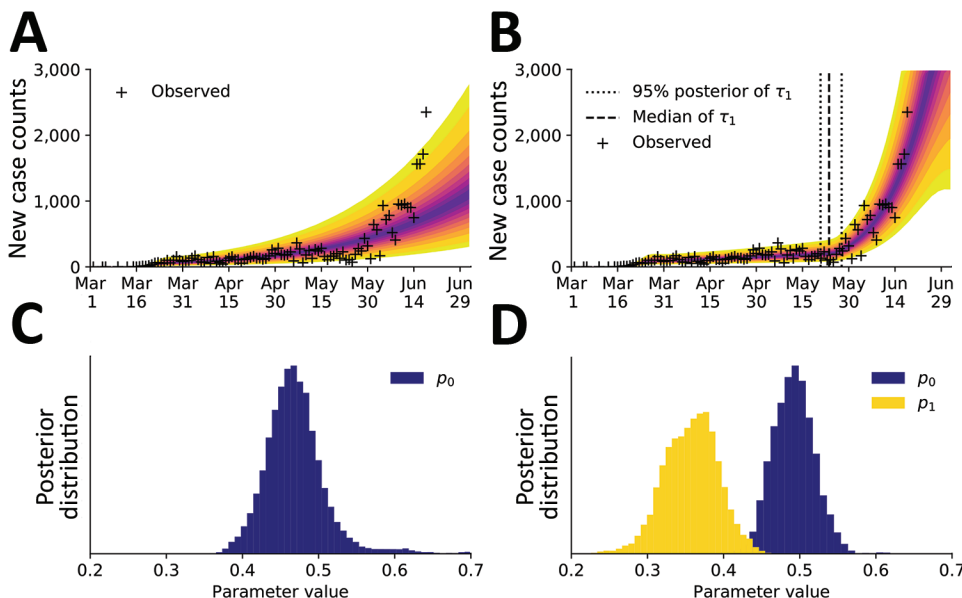 A
New case counts
3,000
2,000
1,000
0
+ Observed
Mar 1 Mar 16 Mar 31 Apr 15 Apr 30 May 15 May 30 Jun 14 Jun 29
B
New case counts
3,000
2,000
1,000
0
95% posterior of τ₁
Median of τ₁
+ Observed
Mar 1 Mar 16 Mar 31 Apr 15 Apr 30 May 15 May 30 Jun 14 Jun 29
C
Posterior
distribution
p₀
0.2 0.3 0.4 0.5 0.6 0.7
Parameter value
D
Posterior
distribution
p₀
p₁
0.2 0.3 0.4 0.5 0.6 0.7
Parameter value